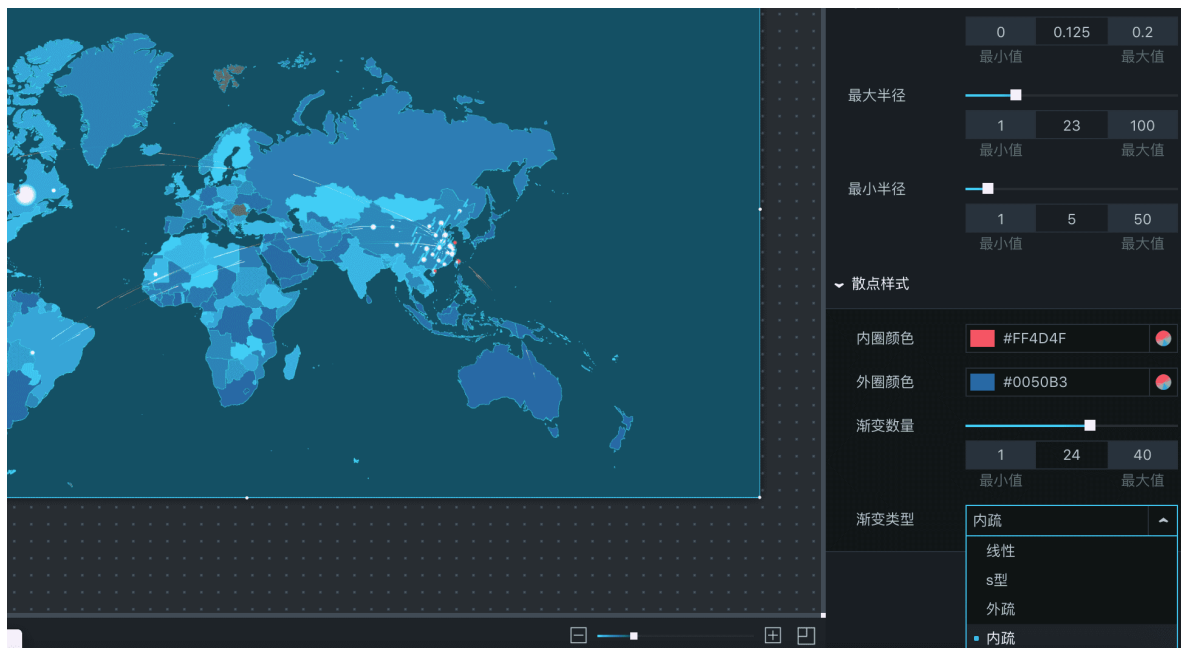 0 0.125 0.2
最小值 最大值
最大半径
1 23 100
最小值 最大值
最小半径
1 5 50
最小值 最大值
散点样式
内圈颜色 #FF4D4F
外圈颜色 #0050B3
渐变数量
1 24 40
最小值 最大值
渐变类型 内疏
线性
s型
外疏
内疏